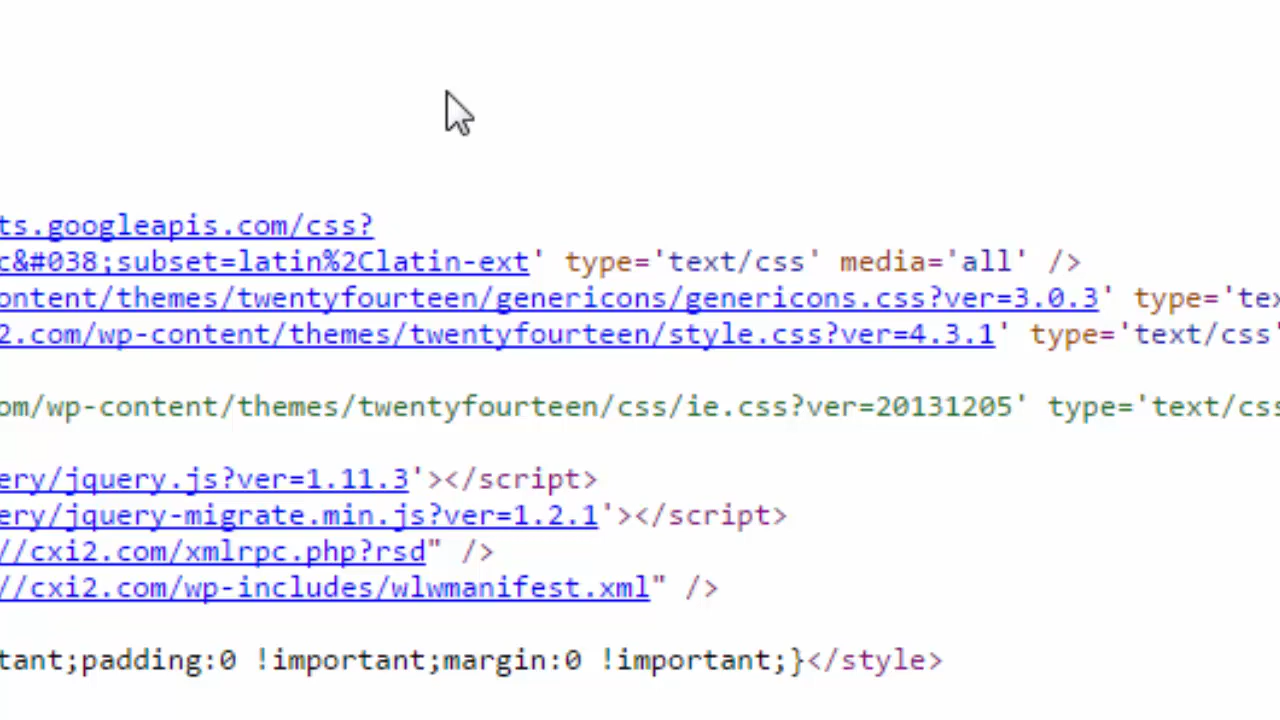 ts.googleapis.com/css?
c&#038;subset=latin%2Clatin-ext' type='text/css' media='all' />
ontent/themes/twentyfourteen/genericons/genericons.css?ver=3.0.3' type='tex
2.com/wp-content/themes/twentyfourteen/style.css?ver=4.3.1' type='text/css'
om/wp-content/themes/twentyfourteen/css/ie.css?ver=20131205' type='text/css
ery/jquery.js?ver=1.11.3'></script>
ery/jquery-migrate.min.js?ver=1.2.1'></script>
//cxi2.com/xmlrpc.php?rsd" />
//cxi2.com/wp-includes/wlwmanifest.xml" />
tant;padding:0 !important;margin:0 !important;}</style>